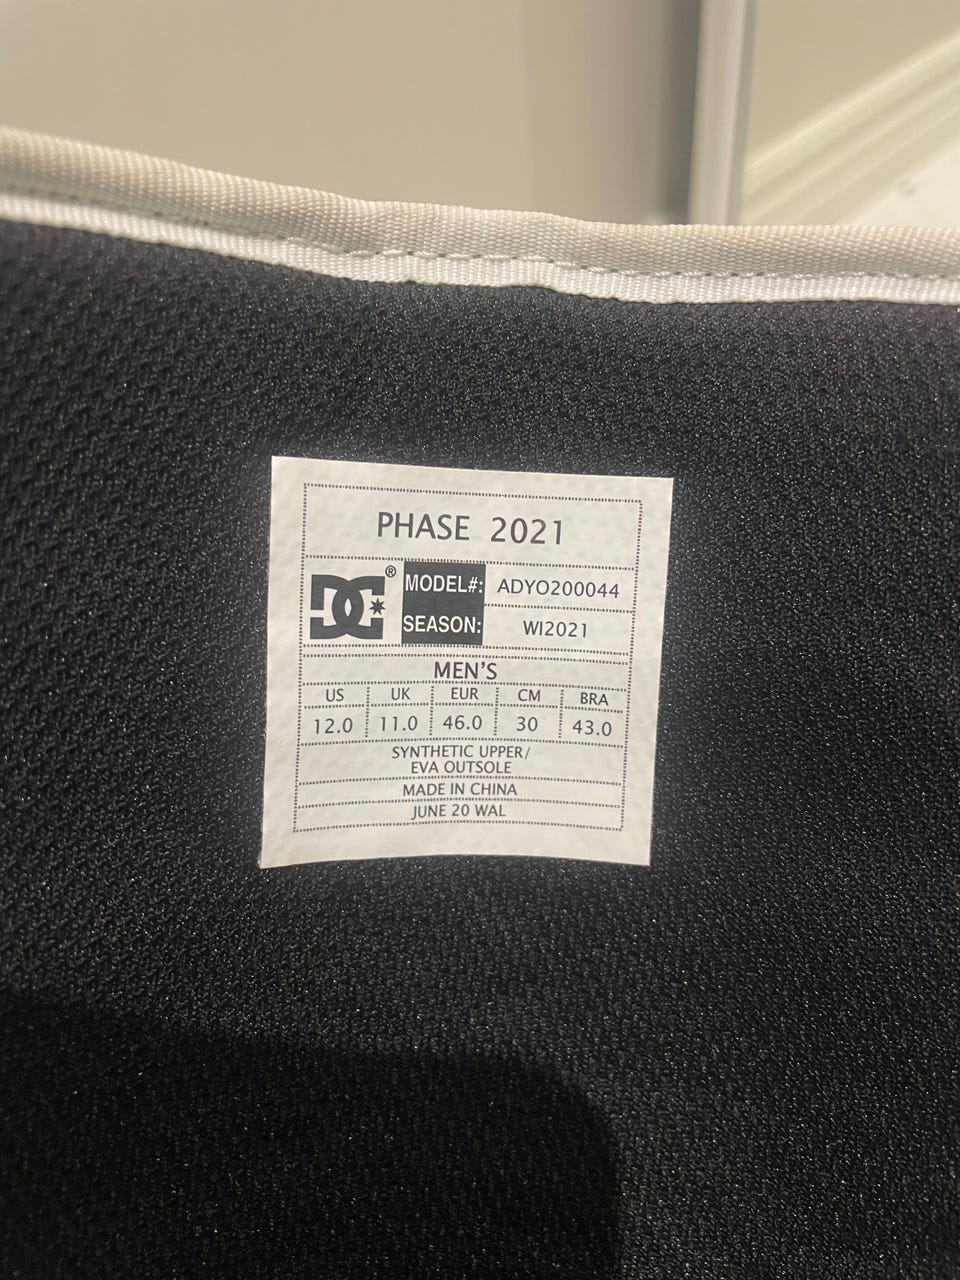 PHASE 2021
DC®
MODEL#: ADYO200044
SEASON: WI2021
MEN'S
US UK EUR CM BRA
12.0 11.0 46.0 30 43.0
SYNTHETIC UPPER/
EVA OUTSOLE
MADE IN CHINA
JUNE 20 WAL